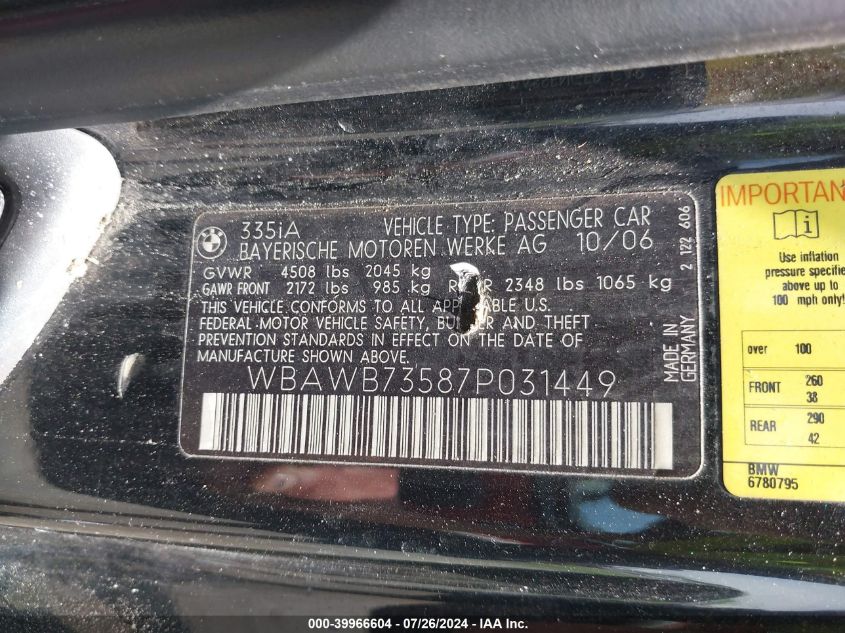 335iA VEHICLE TYPE: PASSENGER CAR
BAYERISCHE MOTOREN WERKE AG 10/06
GVWR 4508 lbs 2045 kg
GAWR FRONT 2172 lbs 985 kg R R 2348 lbs 1065 kg
THIS VEHICLE CONFORMS TO ALL APP ABLE U.S.
FEDERAL MOTOR VEHICLE SAFETY, BU ER AND THEFT
PREVENTION STANDARDS IN EFFECT ON THE DATE OF
MANUFACTURE SHOWN ABOVE.
WBAWB73587P031449
2 122 606
MADE IN
GERMANY
IMPORTAN
Use inflation
pressure specifie
above up to
100 mph only!
over 100
FRONT 260
38
REAR 290
42
BMW
6780795
000-39966604 / 07/26/2024 / IAA Inc.